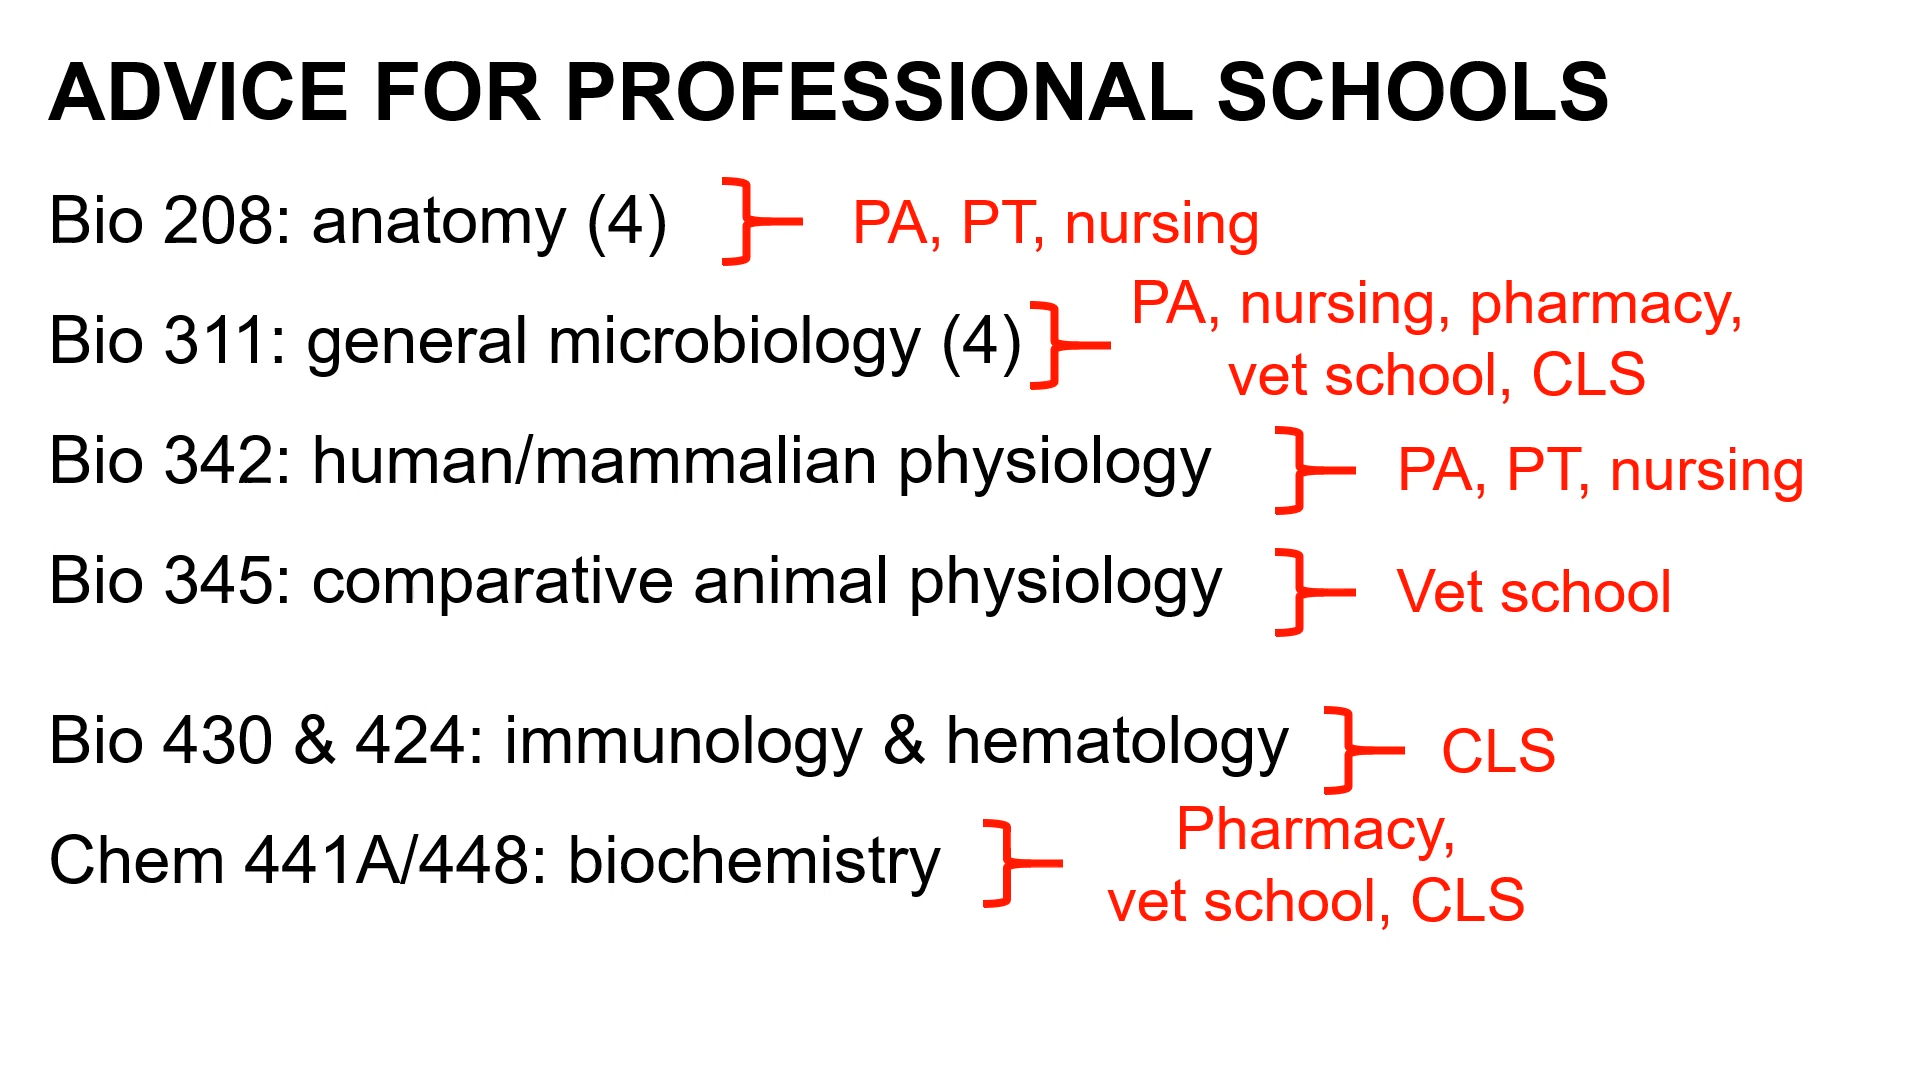 ADVICE FOR PROFESSIONAL SCHOOLS
Bio 208: anatomy (4)
PA, PT, nursing
Bio 311: general microbiology (4)
PA, nursing, pharmacy,
vet school, CLS
Bio 342: human/mammalian physiology
PA, PT, nursing
Bio 345: comparative animal physiology
Vet school
Bio 430 & 424: immunology & hematology
CLS
Chem 441A/448: biochemistry
Pharmacy,
vet school, CLS